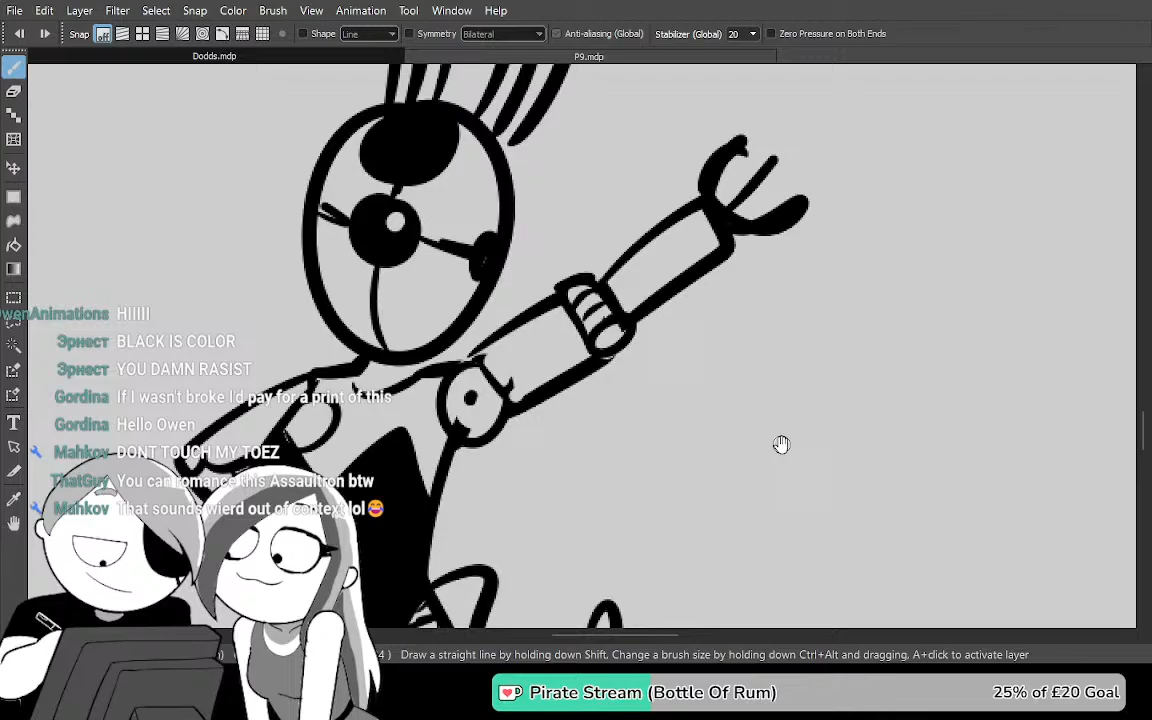 File Edit Layer Filter Select Snap Color Brush View Animation Tool Window Help
Snap off Shape Line Symmetry Bilateral Anti-aliasing (Global) Stabilizer (Global) 20 Zero Pressure on Both Ends
Dodds.mdp P9.mdp
wenAnimations HIIIII
Эрнест BLACK IS COLOR
Эрнест YOU DAMN RASIST
Gordina If I wasn't broke I'd pay for a print of this
Gordina Hello Owen
Mahkov DONT TOUCH MY TOEZ
ThatGuy You can romance this Assaultron btw
Mahkov That sounds wierd out of context lol😂
4 ) Draw a straight line by holding down Shift. Change a brush size by holding down Ctrl+Alt and dragging, A+click to activate layer
Pirate Stream (Bottle Of Rum) 25% of £20 Goal